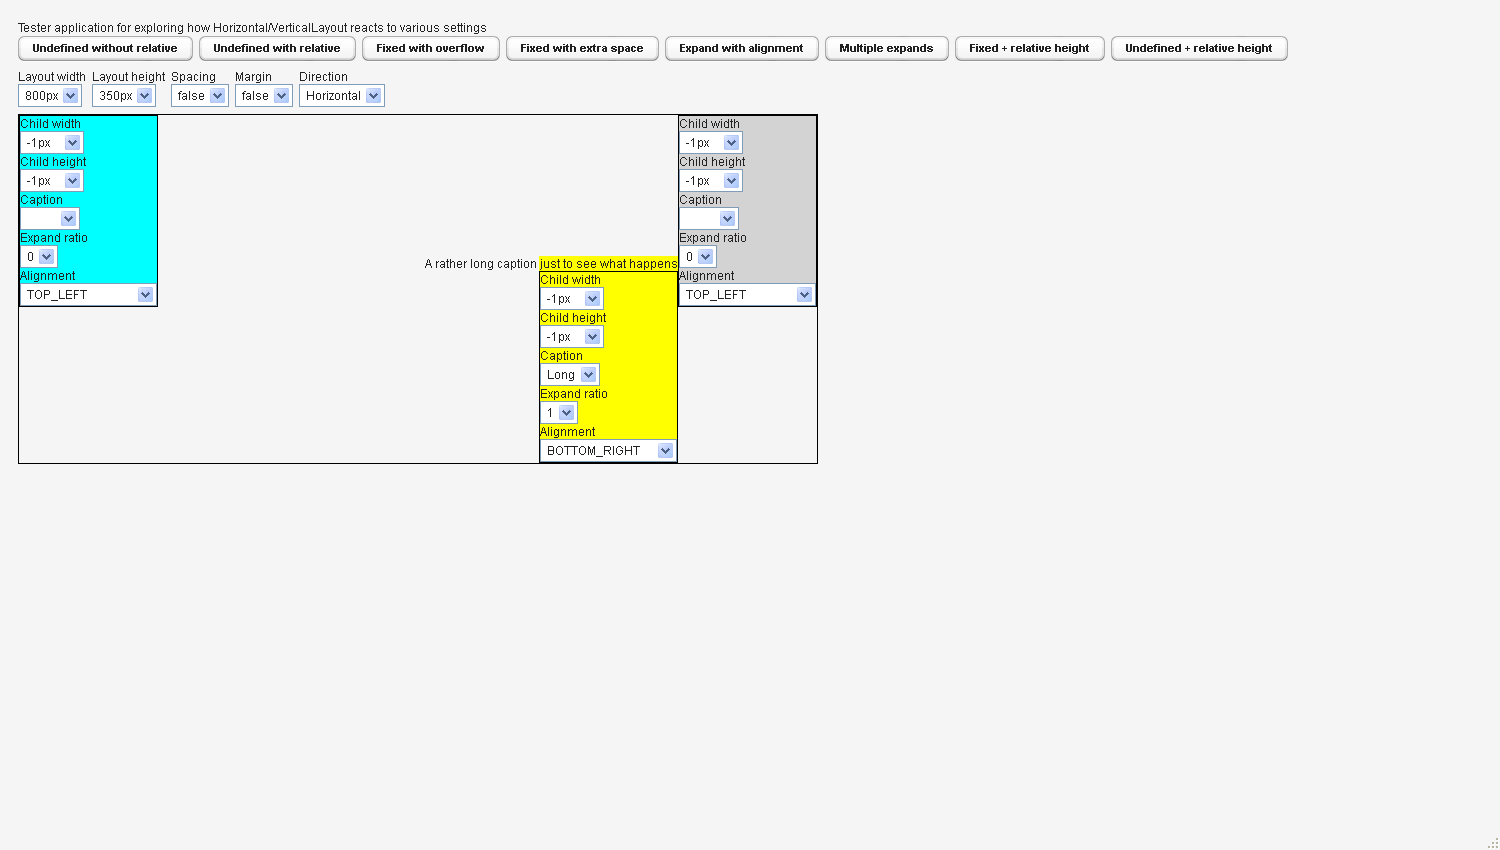 Tester application for exploring how Horizontal/VerticalLayout reacts to various settings
Undefined without relative Undefined with relative Fixed with overflow Fixed with extra space Expand with alignment Multiple expands Fixed + relative height Undefined + relative height
Layout width Layout height Spacing Margin Direction
800px 350px false false Horizontal
Child width
-1px
Child height
-1px
Caption
Expand ratio
0
Alignment
TOP_LEFT
A rather long caption just to see what happens
Child width
-1px
Child height
-1px
Caption
Long
Expand ratio
1
Alignment
BOTTOM_RIGHT
Child width
-1px
Child height
-1px
Caption
Expand ratio
0
Alignment
TOP_LEFT